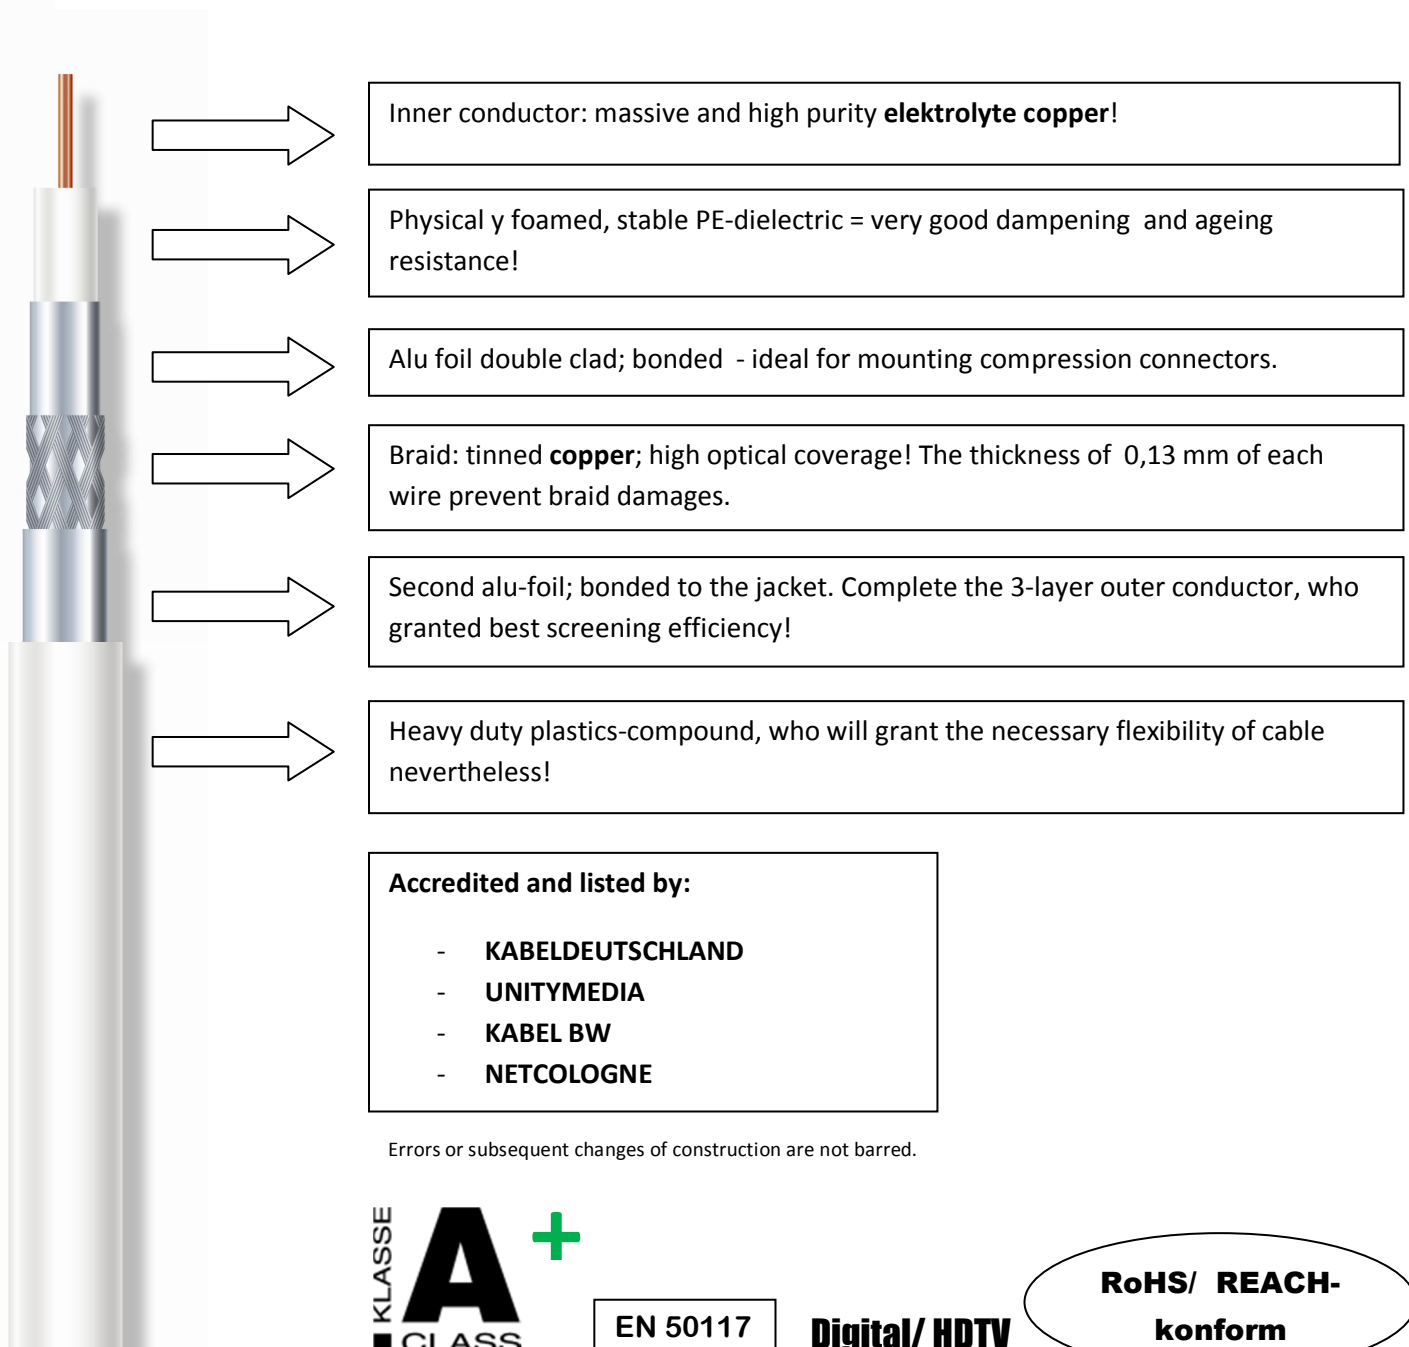 Inner conductor: massive and high purity elektrolyte copper!
Physical y foamed, stable PE-dielectric = very good dampening and ageing
resistance!
Alu foil double clad; bonded - ideal for mounting compression connectors.
Braid: tinned copper; high optical coverage! The thickness of 0,13 mm of each
wire prevent braid damages.
Second alu-foil; bonded to the jacket. Complete the 3-layer outer conductor, who
granted best screening efficiency!
Heavy duty plastics-compound, who will grant the necessary flexibility of cable
nevertheless!
Accredited and listed by:
- KABELDEUTSCHLAND
- UNITYMEDIA
- KABEL BW
- NETCOLOGNE
Errors or subsequent changes of construction are not barred.
KLASSE
A+
CLASS
EN 50117
Digital/ HDTV
RoHS/ REACH-
konform